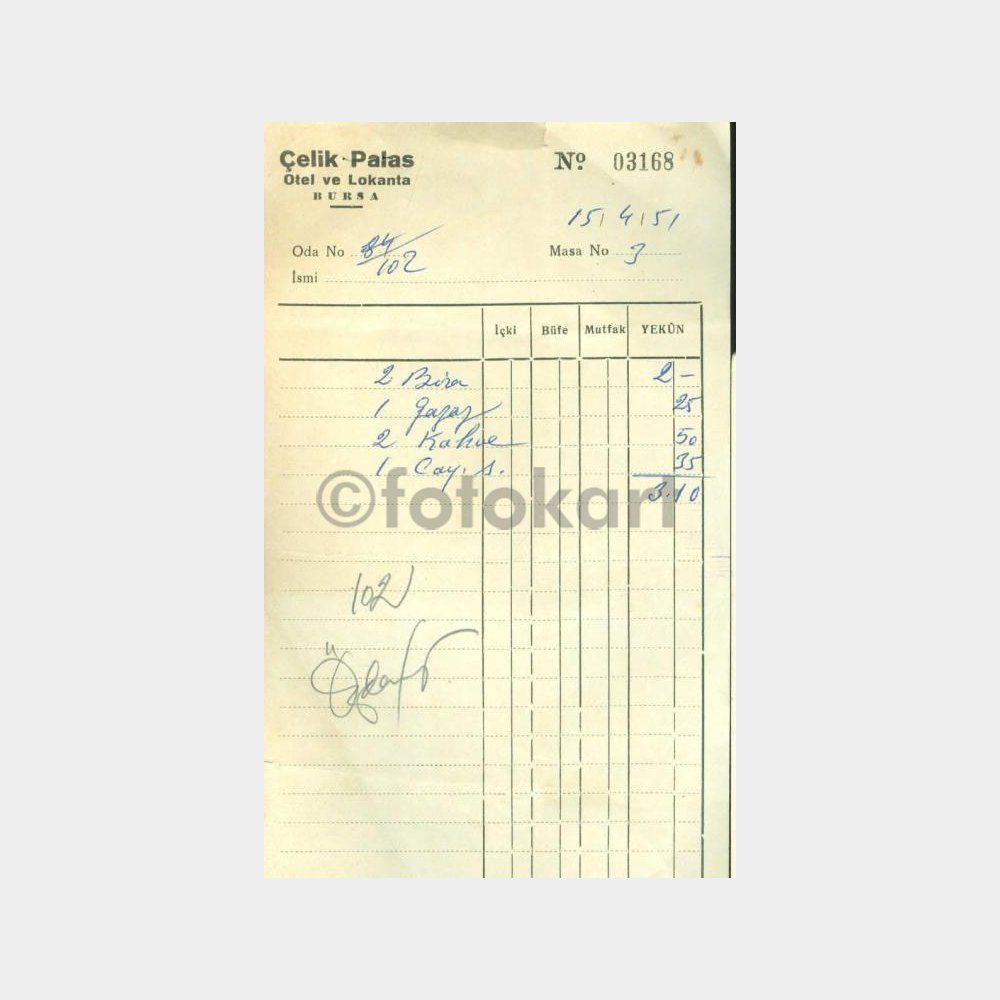 Çelik Palas
Otel ve Lokanta
BURSA
Nº 03168
15/4/51
Oda No 84/102
Masa No 3
İsmi
İçki Büfe Mutfak YEKÛN
2 Bira 2 –
1 gazoz 25
2 Kahve 50
1 Çay. s. 35
3.10
©fotokart
102